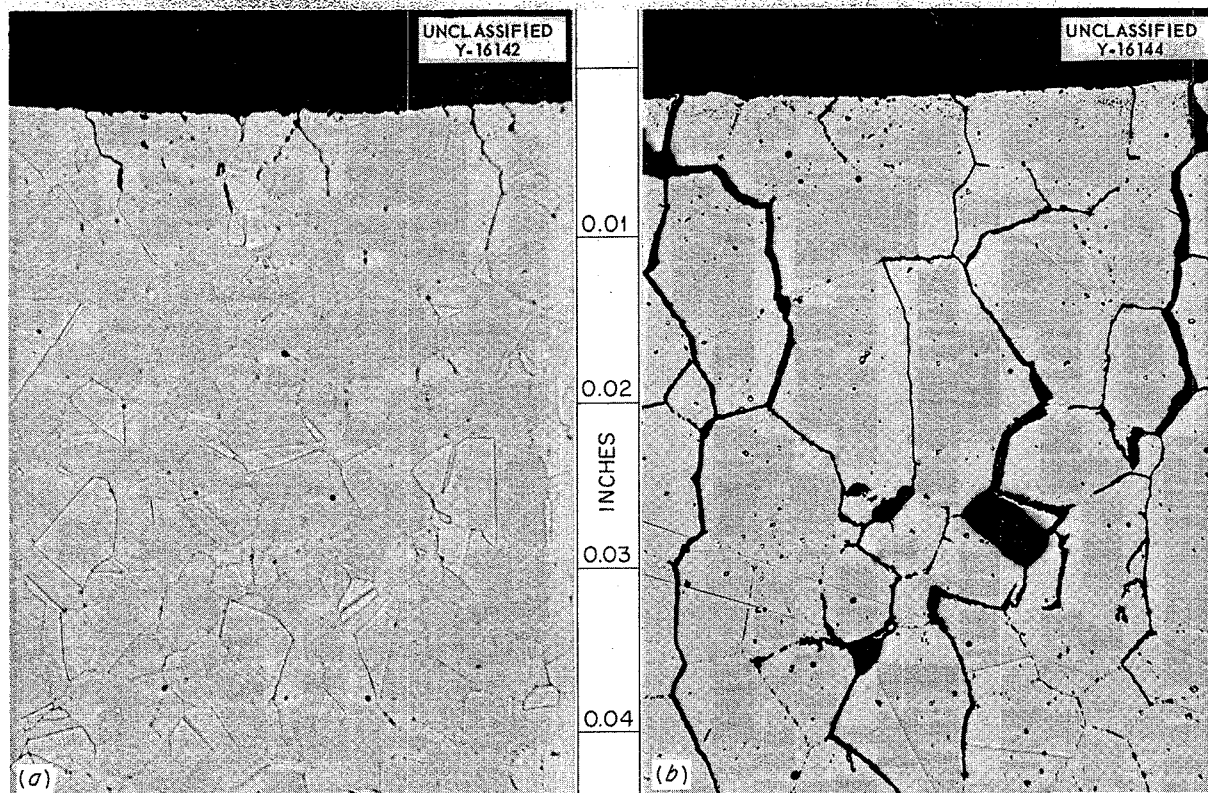 UNCLASSIFIED
Y-16142
UNCLASSIFIED
Y-16144
0.01
0.02
INCHES
0.03
0.04
(a)
(b)